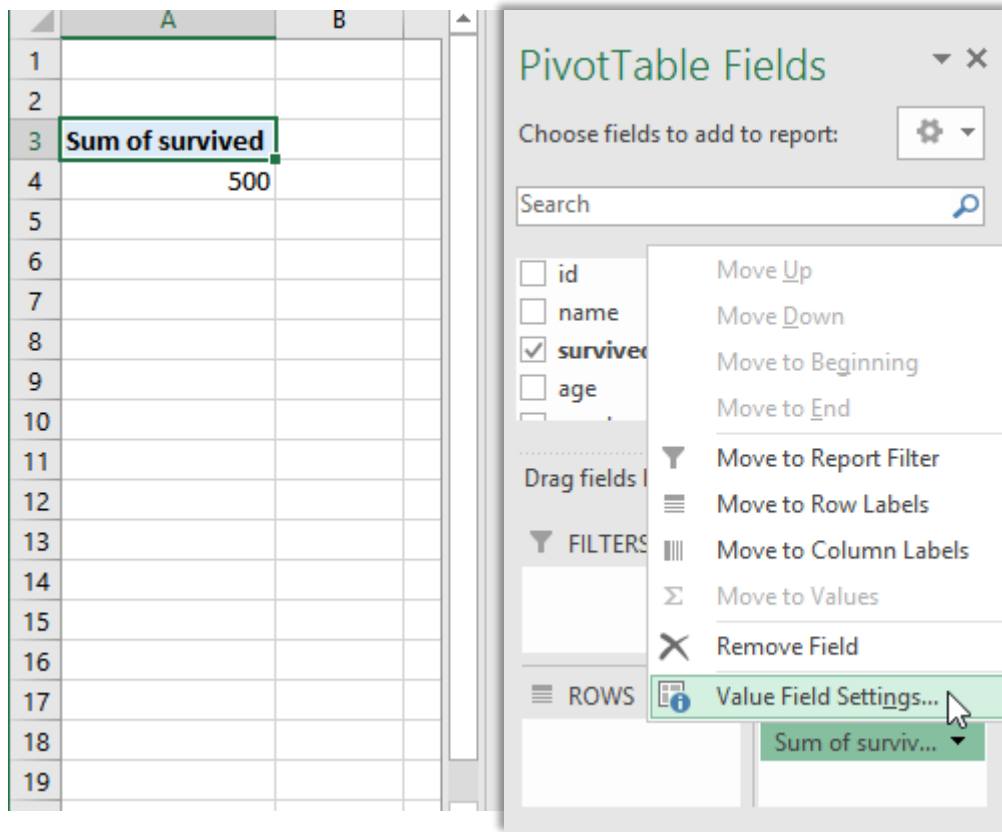 A B
1
2
3 Sum of survived
4 500
5
6
7
8
9
10
11
12
13
14
15
16
17
18
19
PivotTable Fields
Choose fields to add to report:
Search
id
name
survived
age
Move Up
Move Down
Move to Beginning
Move to End
Move to Report Filter
Move to Row Labels
Move to Column Labels
Move to Values
Remove Field
Value Field Settings...
Drag fields
FILTERS
ROWS
Sum of surviv...